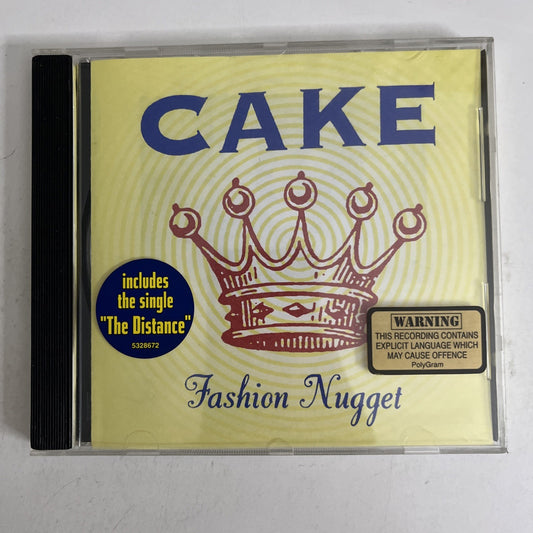 CAKE
includes
the single
"The Distance"
5328672
WARNING
THIS RECORDING CONTAINS
EXPLICIT LANGUAGE WHICH
MAY CAUSE OFFENCE
PolyGram
Fashion Nugget